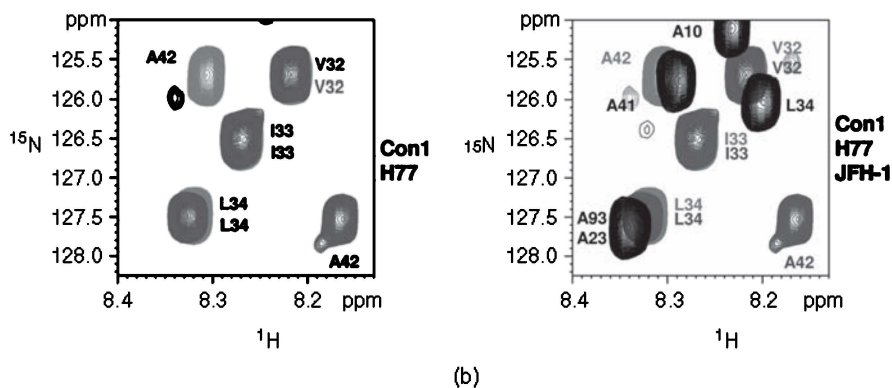 ppm
125.0
126.0
15N
126.5
127.0
127.5
128.0
A42
V32
V32
I33
I33
L34
L34
A42
Con1
H77
8.4
8.3
8.2
ppm
1H
ppm
125.0
126.0
15N
126.5
127.0
127.5
128.0
A10
A42
V32
V32
A41
L34
I33
I33
A93
L34
A23
L34
A42
Con1
H77
JFH-1
8.4
8.3
8.2
ppm
1H
(b)